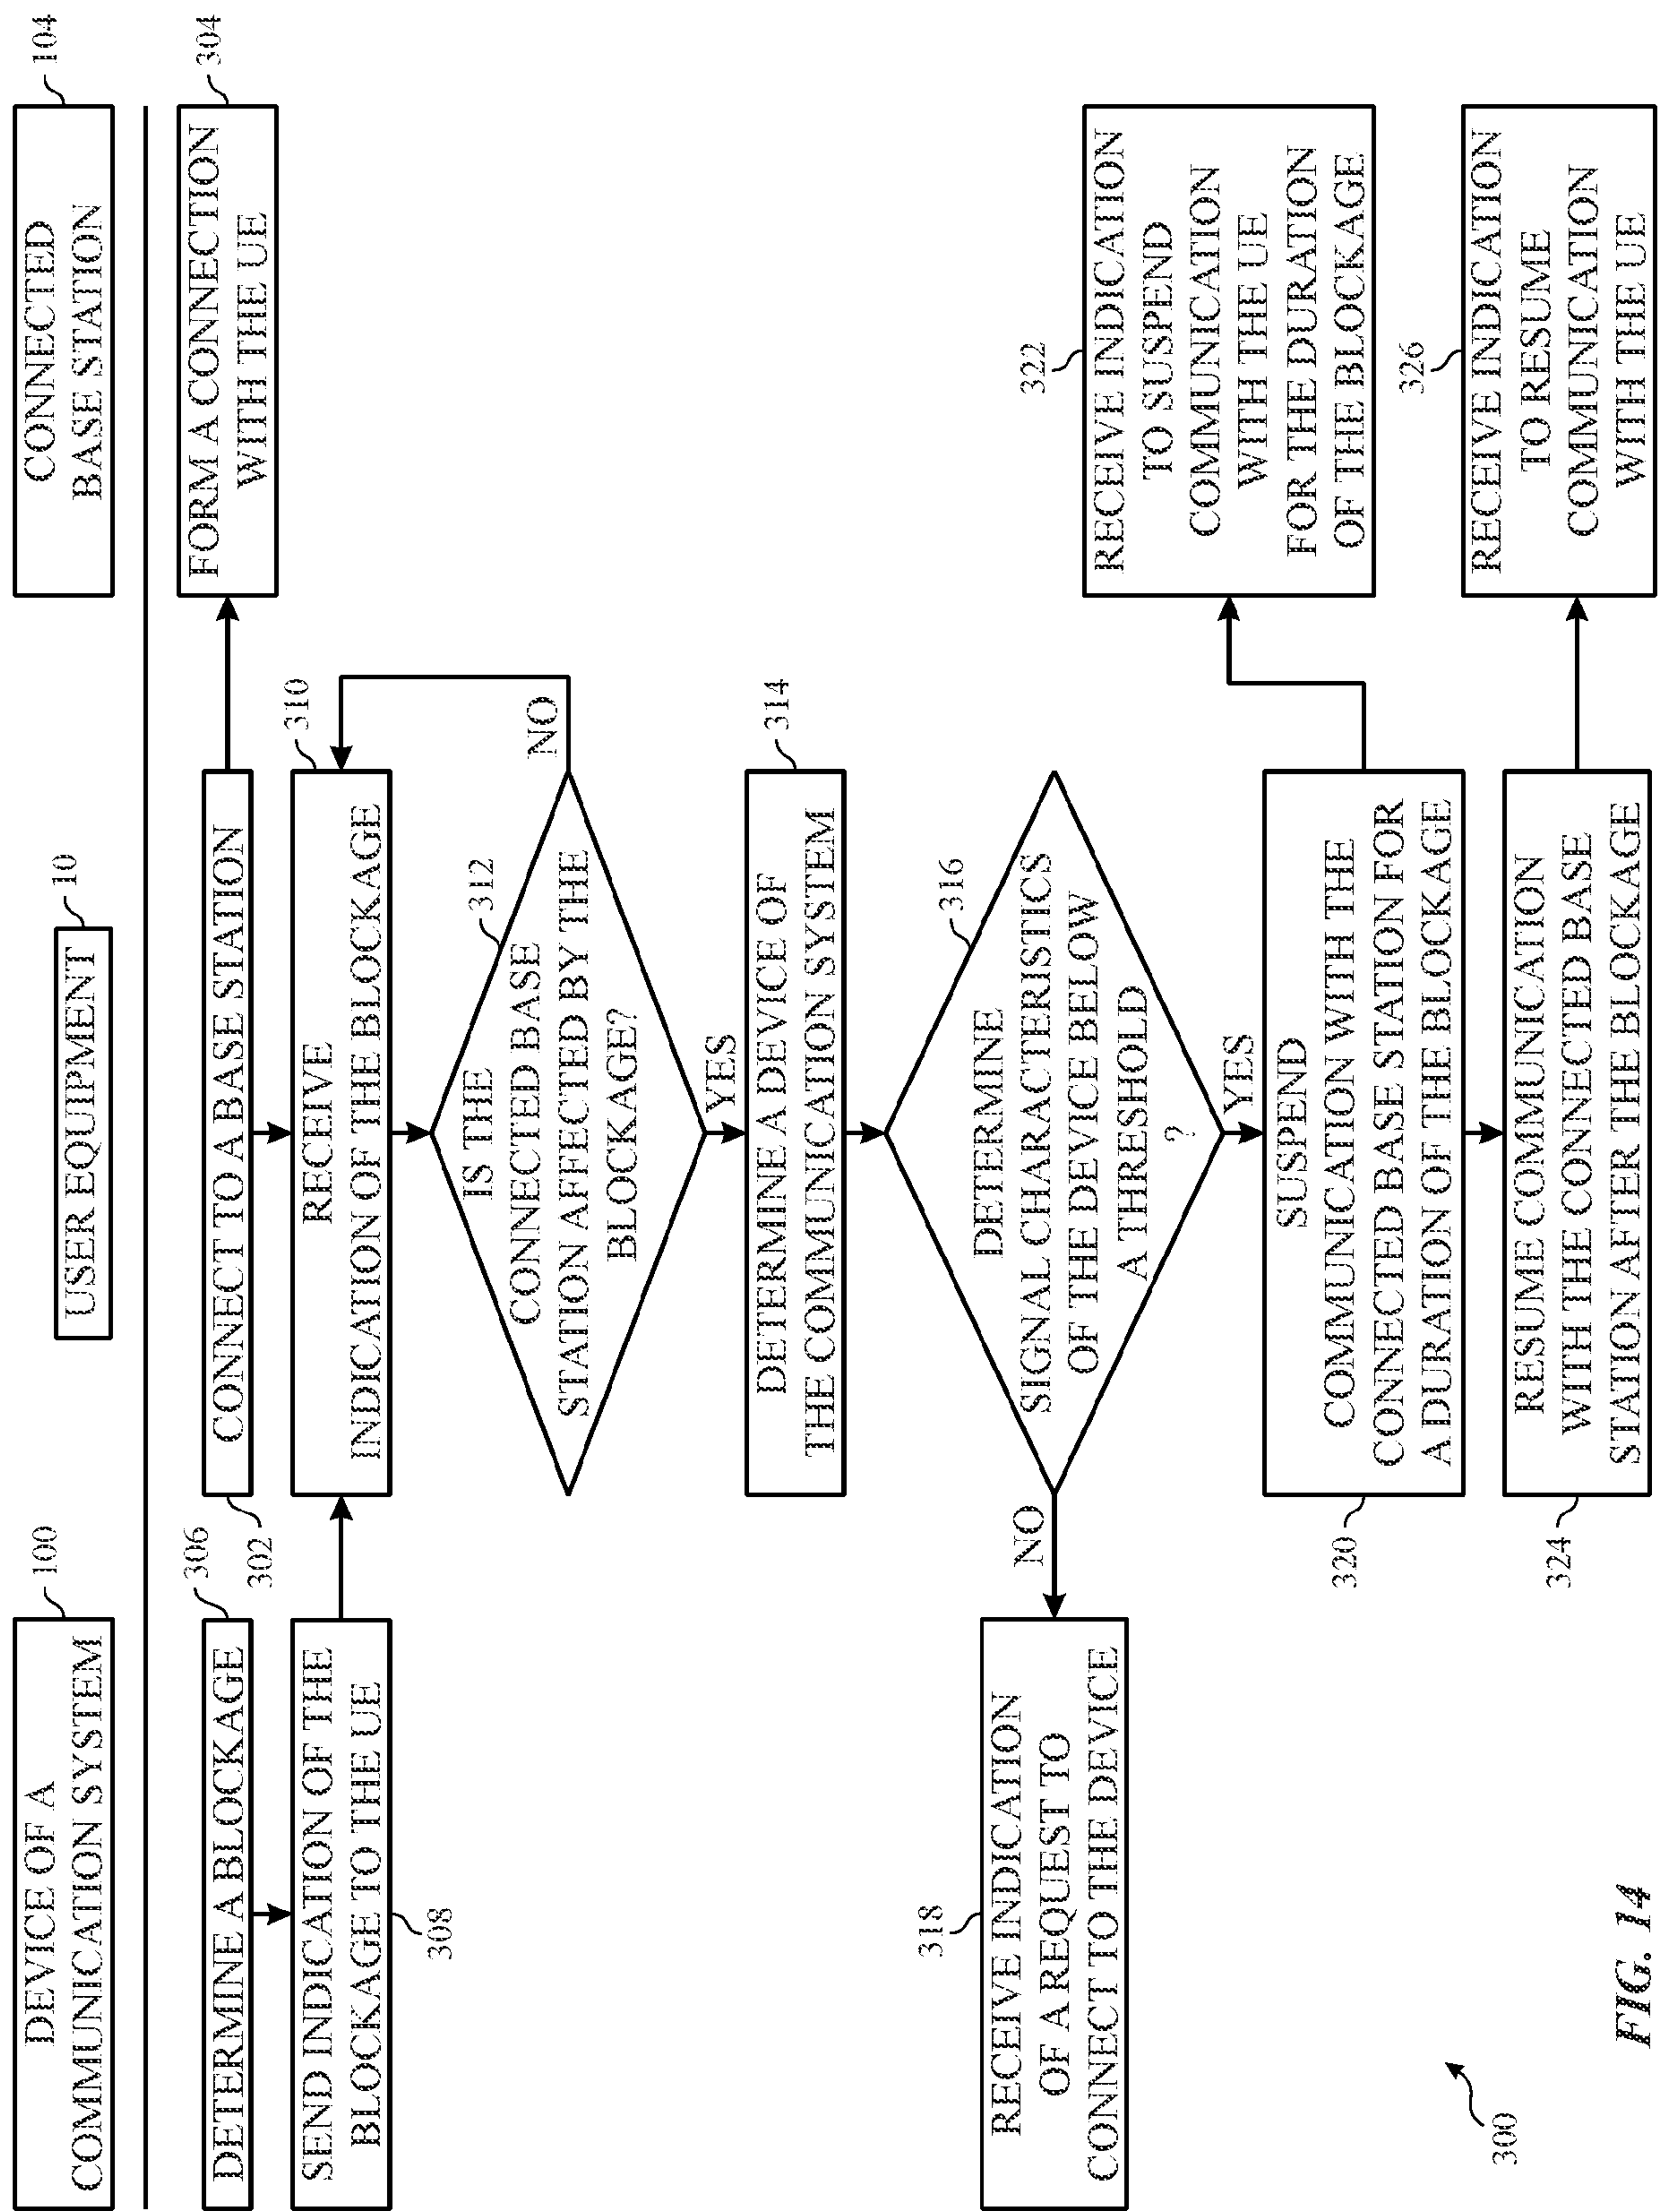 DEVICE OF A
COMMUNICATION SYSTEM
100
USER EQUIPMENT
10
CONNECTED
BASE STATION
104
DETERMINE A BLOCKAGE
306
302
CONNECT TO A BASE STATION
FORM A CONNECTION
WITH THE UE
304
SEND INDICATION OF THE
BLOCKAGE TO THE UE
308
RECEIVE
INDICATION OF THE BLOCKAGE
310
IS THE
CONNECTED BASE
STATION AFFECTED BY THE
BLOCKAGE?
312
NO
YES
DETERMINE A DEVICE OF
THE COMMUNICATION SYSTEM
314
DETERMINE
SIGNAL CHARACTERISTICS
OF THE DEVICE BELOW
A THRESHOLD
?
316
NO
318
RECEIVE INDICATION
OF A REQUEST TO
CONNECT TO THE DEVICE
YES
SUSPEND
COMMUNICATION WITH THE
CONNECTED BASE STATION FOR
A DURATION OF THE BLOCKAGE
320
322
RECEIVE INDICATION
TO SUSPEND
COMMUNICATION
WITH THE UE
FOR THE DURATION
OF THE BLOCKAGE
RESUME COMMUNICATION
WITH THE CONNECTED BASE
STATION AFTER THE BLOCKAGE
324
326
RECEIVE INDICATION
TO RESUME
COMMUNICATION
WITH THE UE
300
FIG. 14